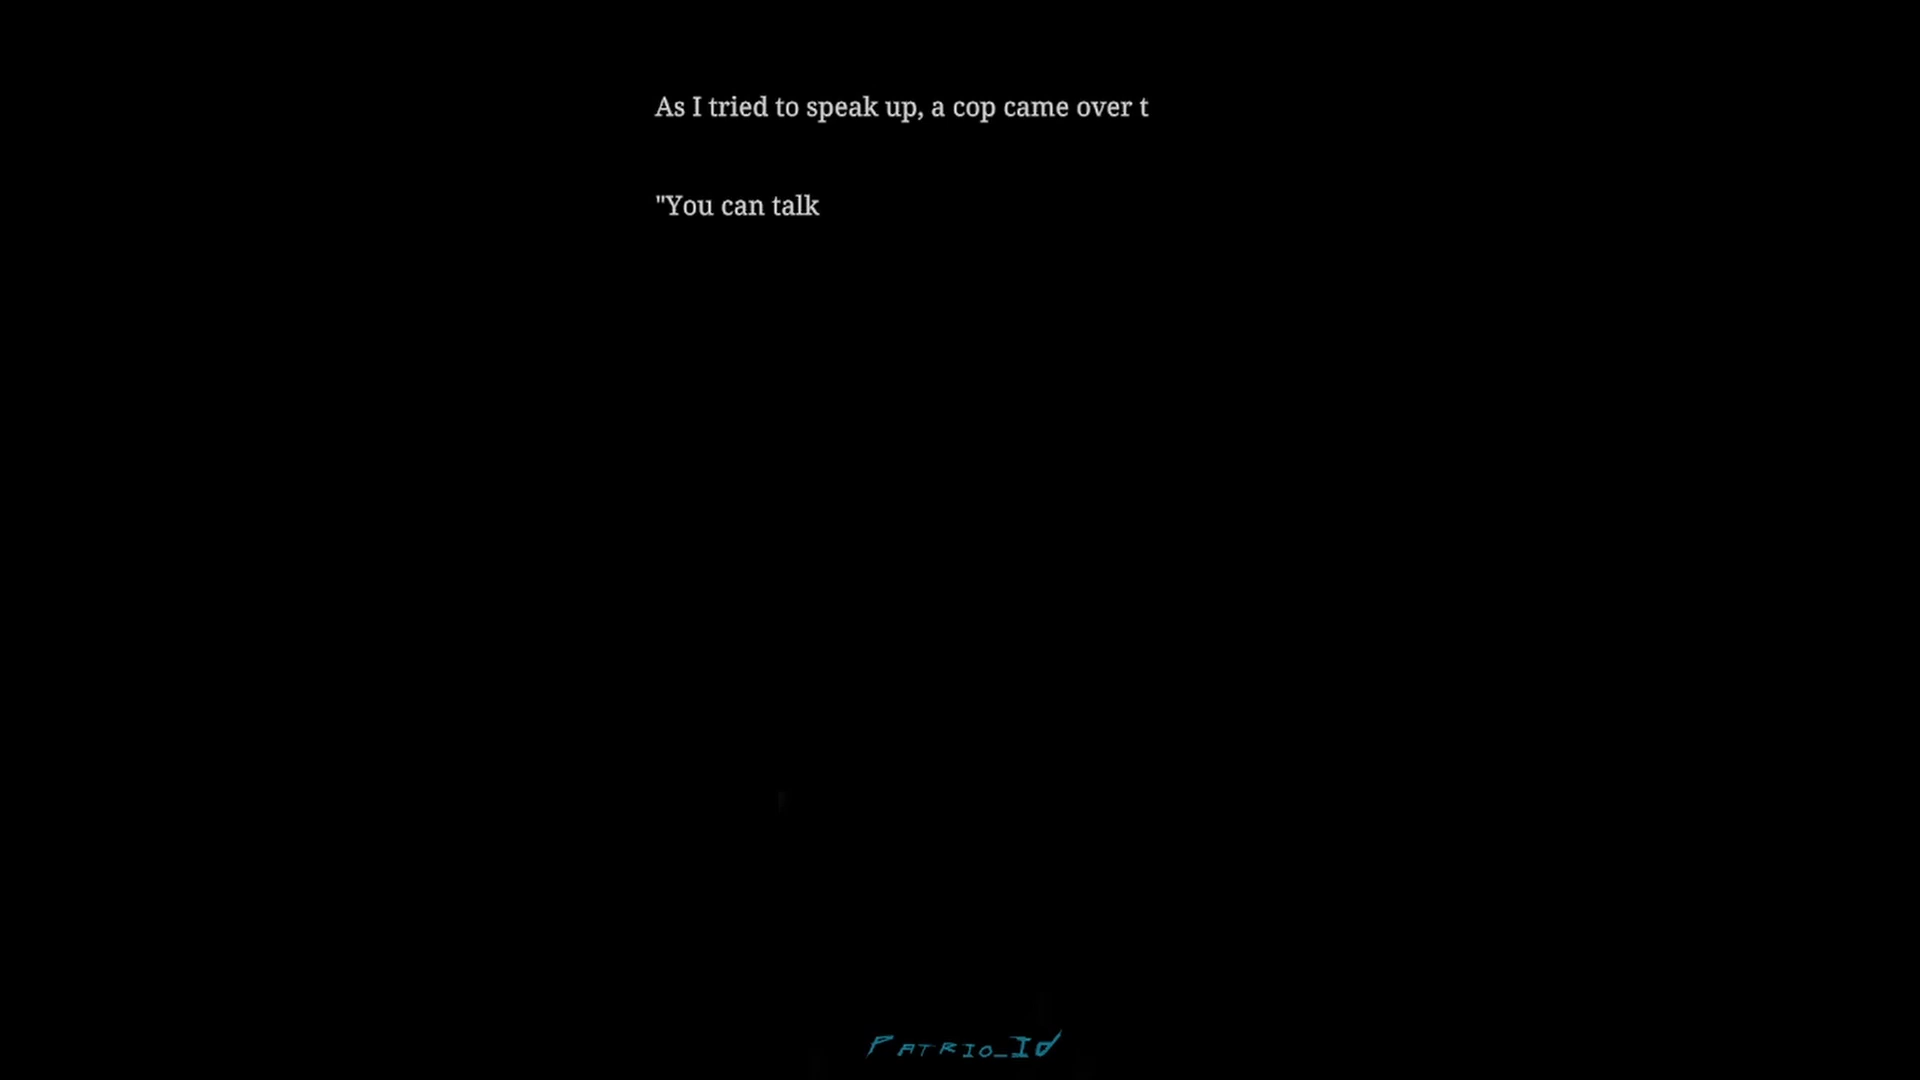 As I tried to speak up, a cop came over t
"You can talk
Patrio_Id